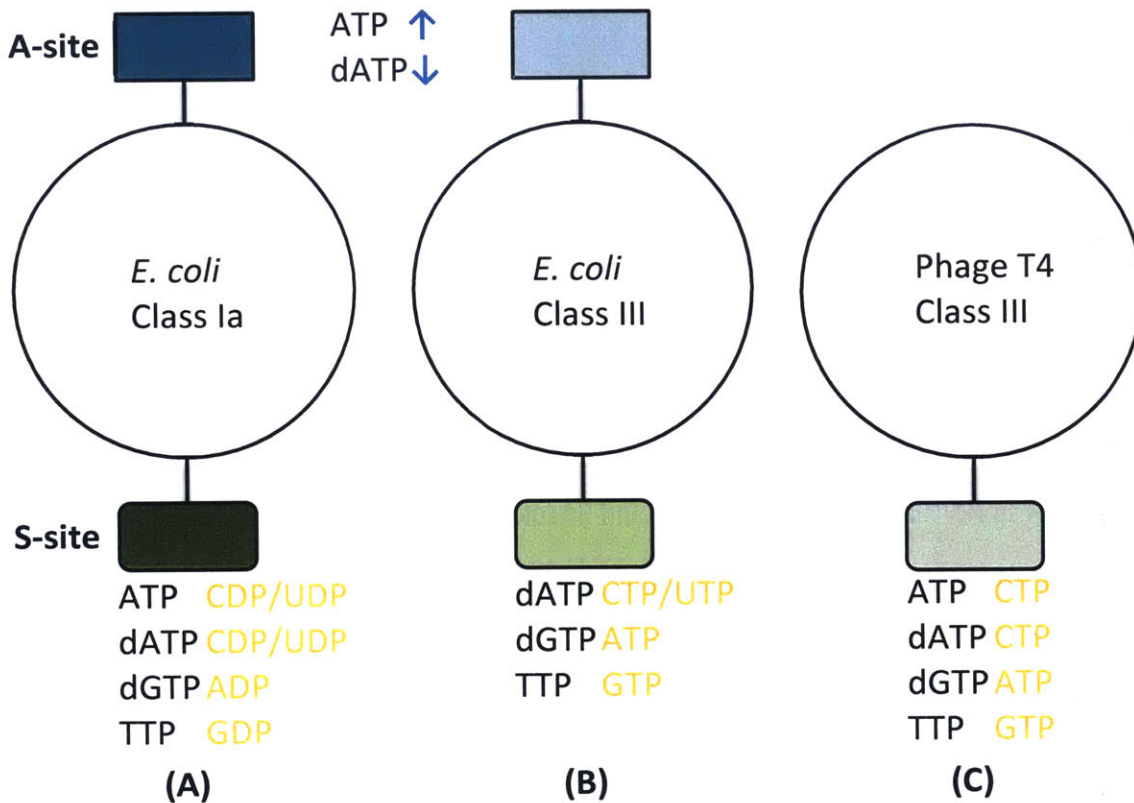 A-site
ATP ↑
dATP ↓
E. coli
Class Ia
E. coli
Class III
Phage T4
Class III
S-site
ATP CDP/UDP
dATP CDP/UDP
dGTP ADP
TTP GDP
(A)
dATP CTP/UTP
dGTP ATP
TTP GTP
(B)
ATP CTP
dATP CTP
dGTP ATP
TTP GTP
(C)